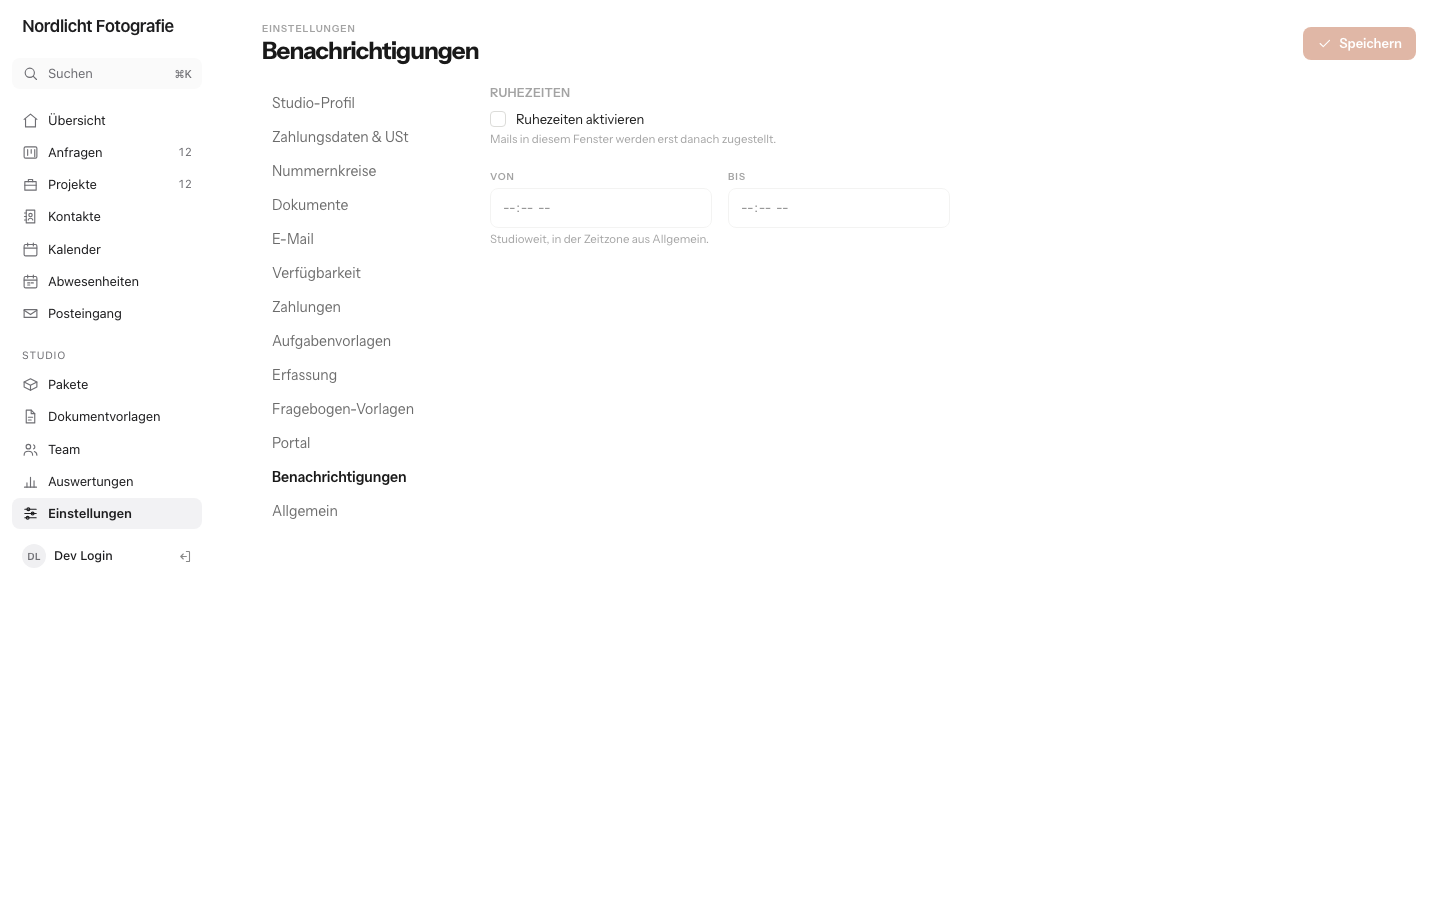 Nordlicht Fotografie
Suchen ⌘K
Übersicht
Anfragen 12
Projekte 12
Kontakte
Kalender
Abwesenheiten
Posteingang
STUDIO
Pakete
Dokumentvorlagen
Team
Auswertungen
Einstellungen
DL Dev Login
EINSTELLUNGEN
Benachrichtigungen
Speichern
Studio-Profil
Zahlungsdaten & USt
Nummernkreise
Dokumente
E-Mail
Verfügbarkeit
Zahlungen
Aufgabenvorlagen
Erfassung
Fragebogen-Vorlagen
Portal
Benachrichtigungen
Allgemein
RUHEZEITEN
Ruhezeiten aktivieren
Mails in diesem Fenster werden erst danach zugestellt.
VON BIS
--:-- -- --:-- --
Studioweit, in der Zeitzone aus Allgemein.